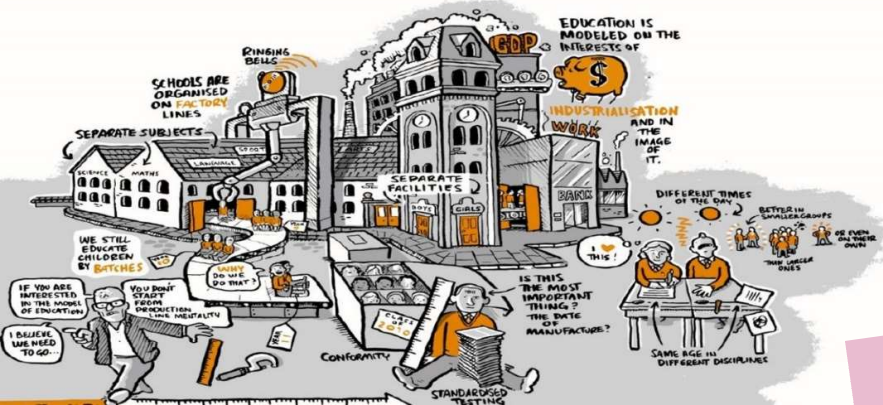 RINGING
BELLS
SCHOOLS ARE
ORGANISED
ON FACTORY
LINES
SEPARATE SUBJECTS
SCIENCE
MATHS
LANGUAGE
SPORT
GDP
EDUCATION IS
MODELED ON THE
INTERESTS OF
$
INDUSTRIALISATION
AND IN
THE
IMAGE
OF
IT.
WORK
BANK
SEPARATE
FACILITIES
BOYS
GIRLS
DIFFERENT TIMES
OF THE DAY
BETTER IN
SMALLER GROUPS
THAN LARGER
ONES
OR EVEN
ON THEIR
OWN
I
THIS!
SAME AGE IN
DIFFERENT DISCIPLINES
WE STILL
EDUCATE
CHILDREN
BY BATCHES
WHY
DO WE
DO THAT?
IF YOU ARE
INTERESTED
IN THE MODEL
OF EDUCATION
YOU DON'T
START
FROM
PRODUCTION
LINE MENTALITY
I BELIEVE
WE NEED
TO GO...
YEAR
CLASS
OF
2010
CONFORMITY
IS THIS
THE MOST
IMPORTANT
THING?
THE DATE
OF
MANUFACTURE?
STANDARDISED
TESTING